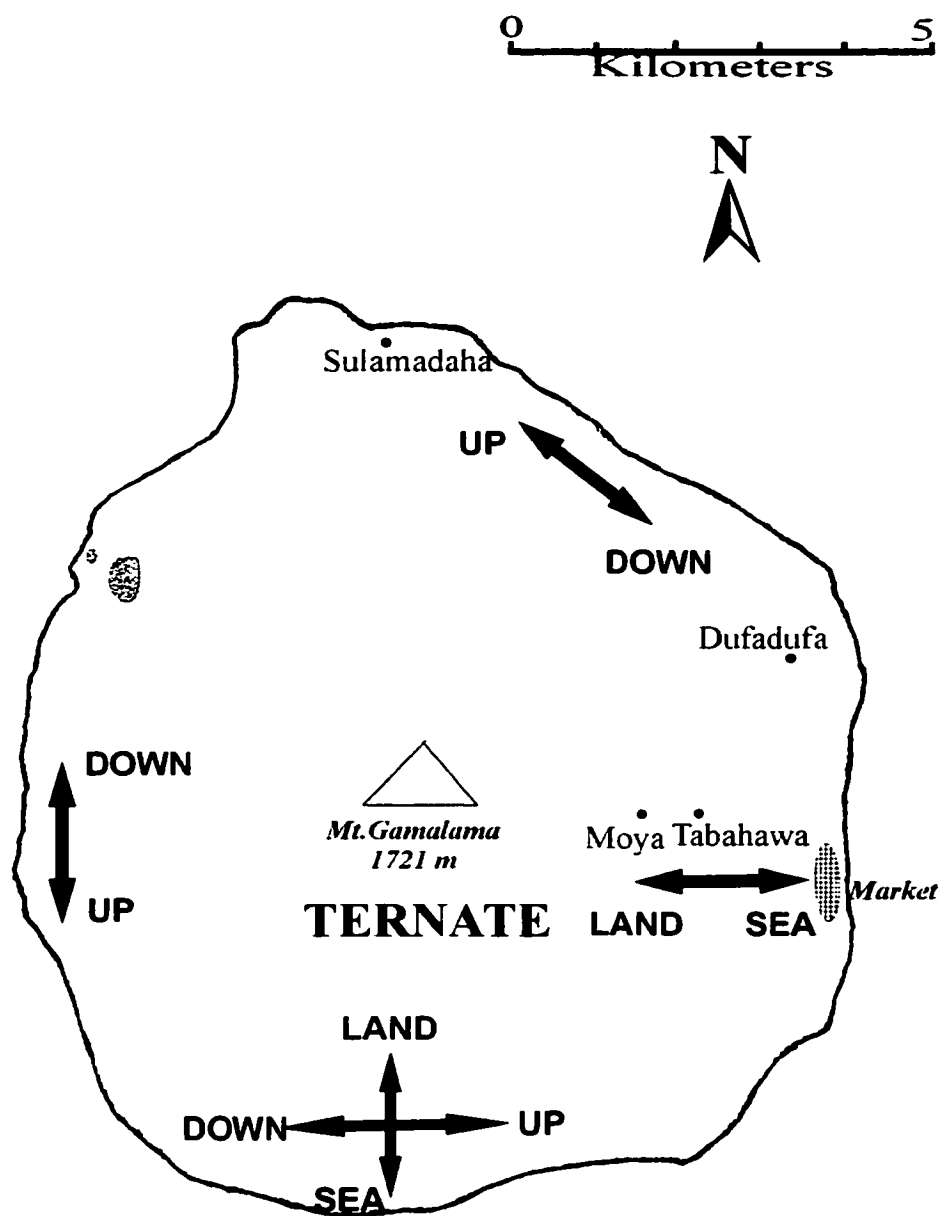 0 5
Kilometers
N
Sulamadaha
UP
DOWN
Dufadufa
DOWN
Mt.Gamalama
1721 m
Moya Tabahawa
UP
Market
TERNATE
LAND SEA
LAND
DOWN UP
SEA